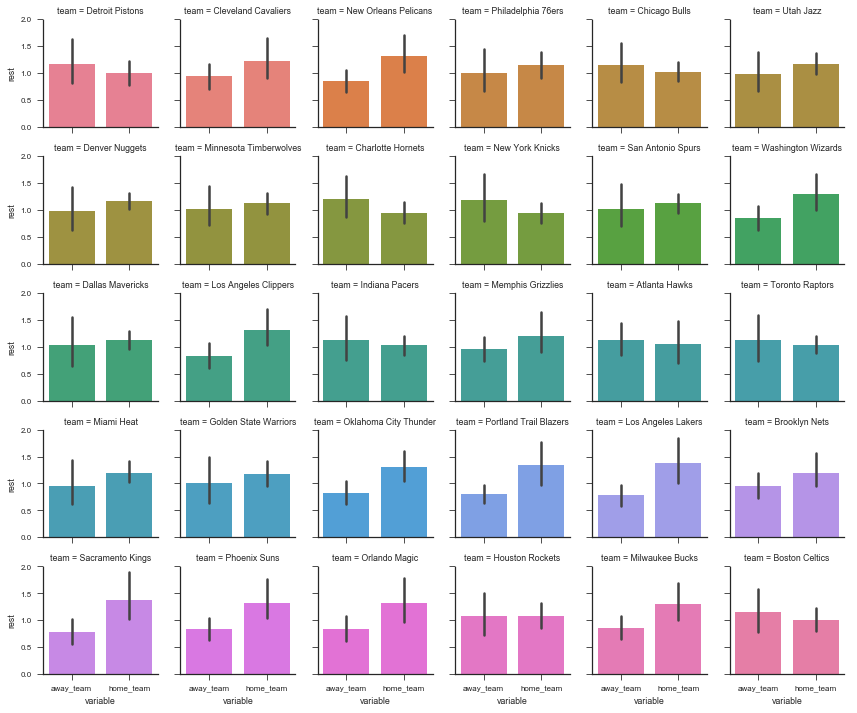 team = Detroit Pistons team = Cleveland Cavaliers team = New Orleans Pelicans team = Philadelphia 76ers team = Chicago Bulls team = Utah Jazz
2.0
1.5
rest
1.0
0.5
0.0
team = Denver Nuggets team = Minnesota Timberwolves team = Charlotte Hornets team = New York Knicks team = San Antonio Spurs team = Washington Wizards
2.0
1.5
rest
1.0
0.5
0.0
team = Dallas Mavericks team = Los Angeles Clippers team = Indiana Pacers team = Memphis Grizzlies team = Atlanta Hawks team = Toronto Raptors
2.0
1.5
rest
1.0
0.5
0.0
team = Miami Heat team = Golden State Warriors team = Oklahoma City Thunder team = Portland Trail Blazers team = Los Angeles Lakers team = Brooklyn Nets
2.0
1.5
rest
1.0
0.5
0.0
team = Sacramento Kings team = Phoenix Suns team = Orlando Magic team = Houston Rockets team = Milwaukee Bucks team = Boston Celtics
2.0
1.5
rest
1.0
0.5
0.0
away_team home_team away_team home_team away_team home_team away_team home_team away_team home_team away_team home_team
variable variable variable variable variable variable